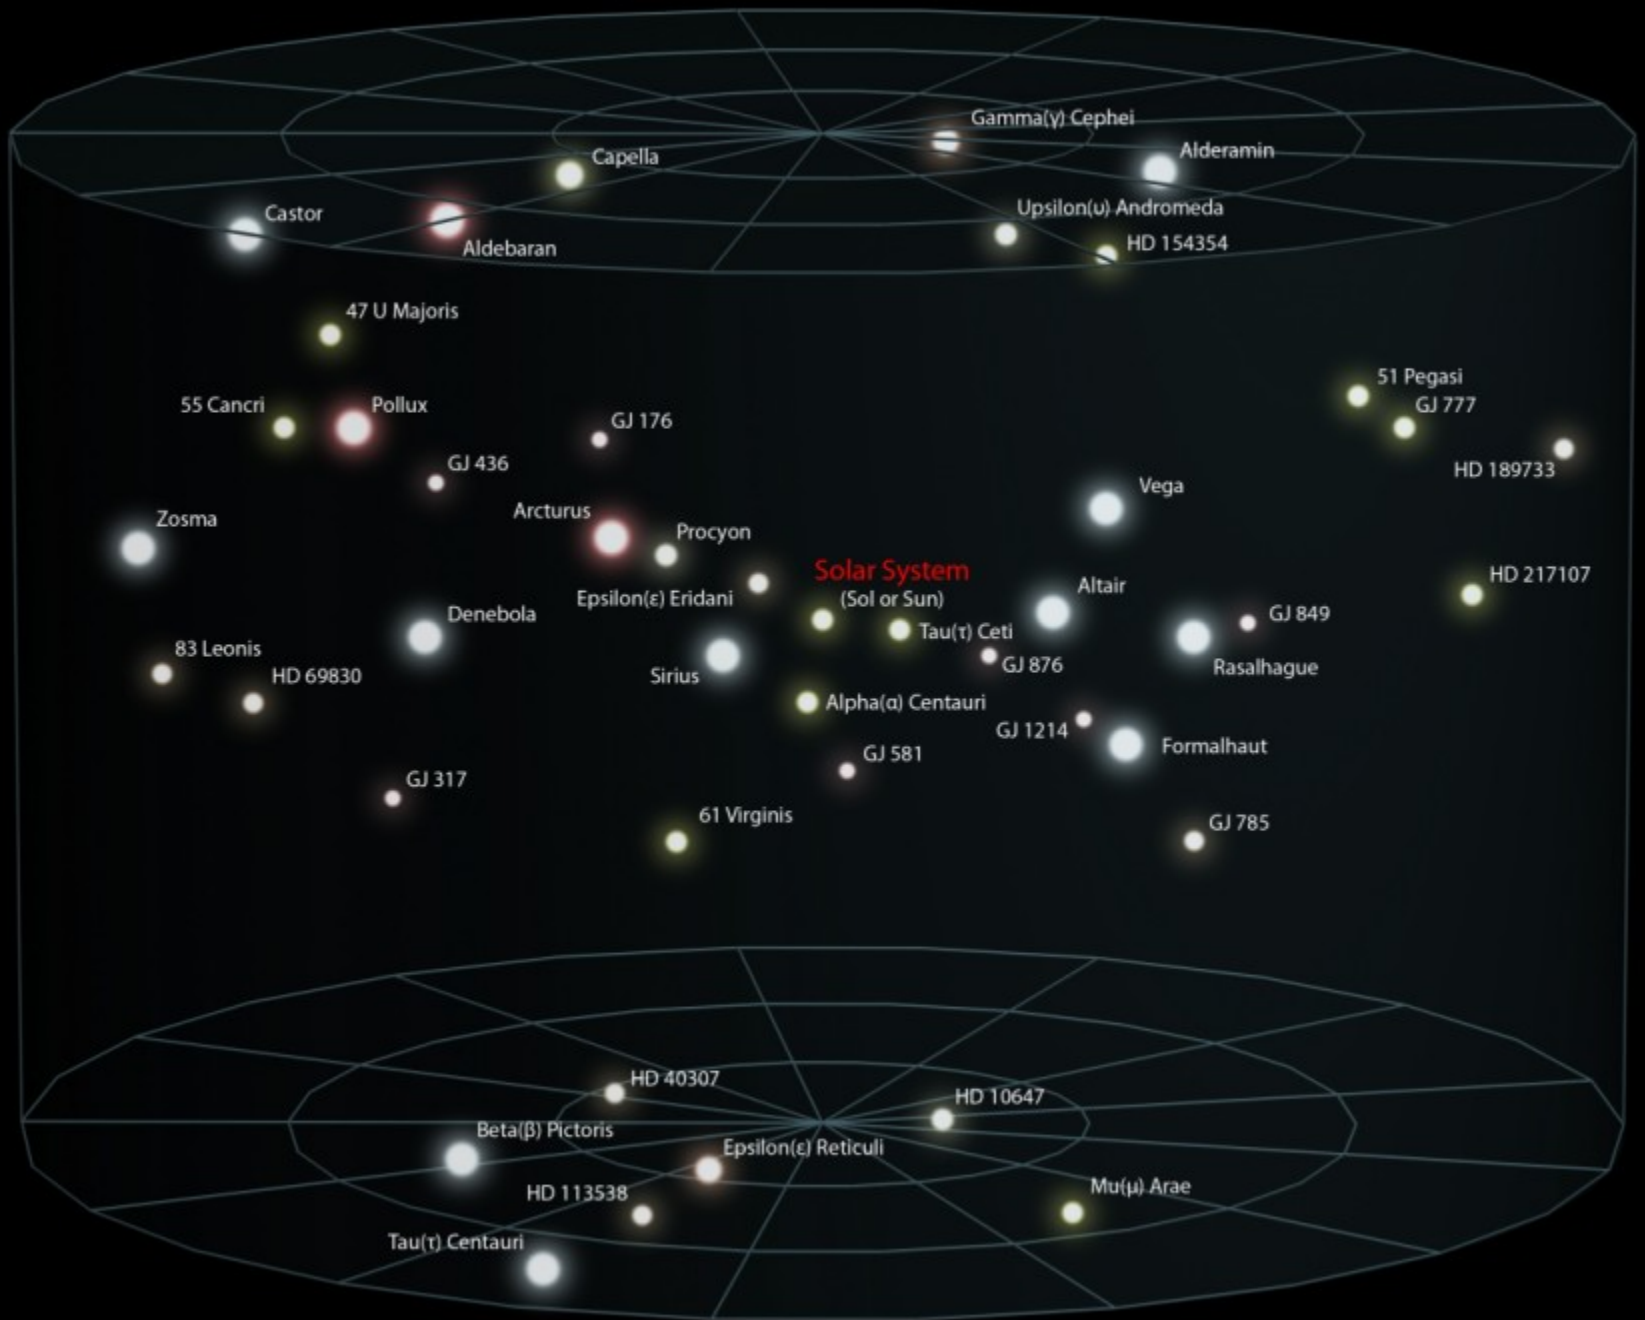 Gamma(γ) Cephei
Alderamin
Capella
Castor
Upsilon(υ) Andromeda
Aldebaran
HD 154354
47 U Majoris
51 Pegasi
55 Cancri
Pollux
GJ 777
GJ 176
GJ 436
HD 189733
Vega
Arcturus
Zosma
Procyon
Solar System
(Sol or Sun)
HD 217107
Altair
Epsilon(ε) Eridani
Denebola
GJ 849
Tau(τ) Ceti
83 Leonis
GJ 876
Rasalhague
HD 69830
Sirius
Alpha(α) Centauri
GJ 1214
Formalhaut
GJ 581
GJ 317
61 Virginis
GJ 785
HD 40307
HD 10647
Beta(β) Pictoris
Epsilon(ε) Reticuli
HD 113538
Mu(μ) Arae
Tau(τ) Centauri